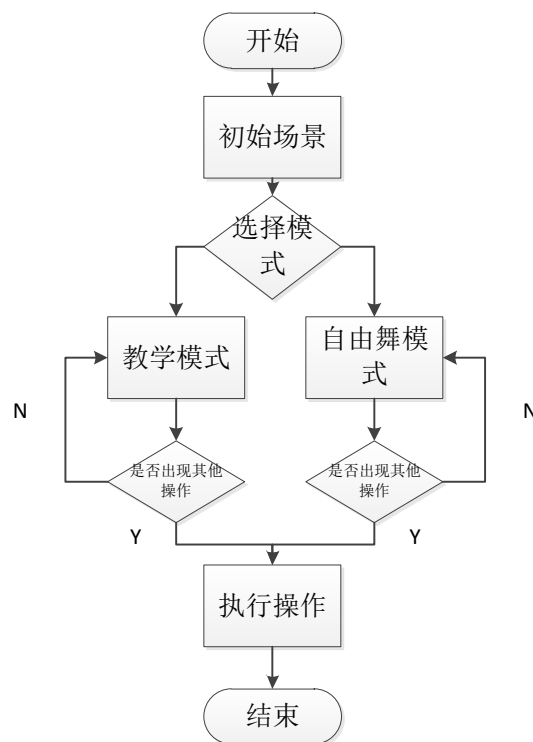 开始
初始场景
选择模
式
教学模式
自由舞模
式
N
N
是否出现其他
操作
是否出现其他
操作
Y
Y
执行操作
结束